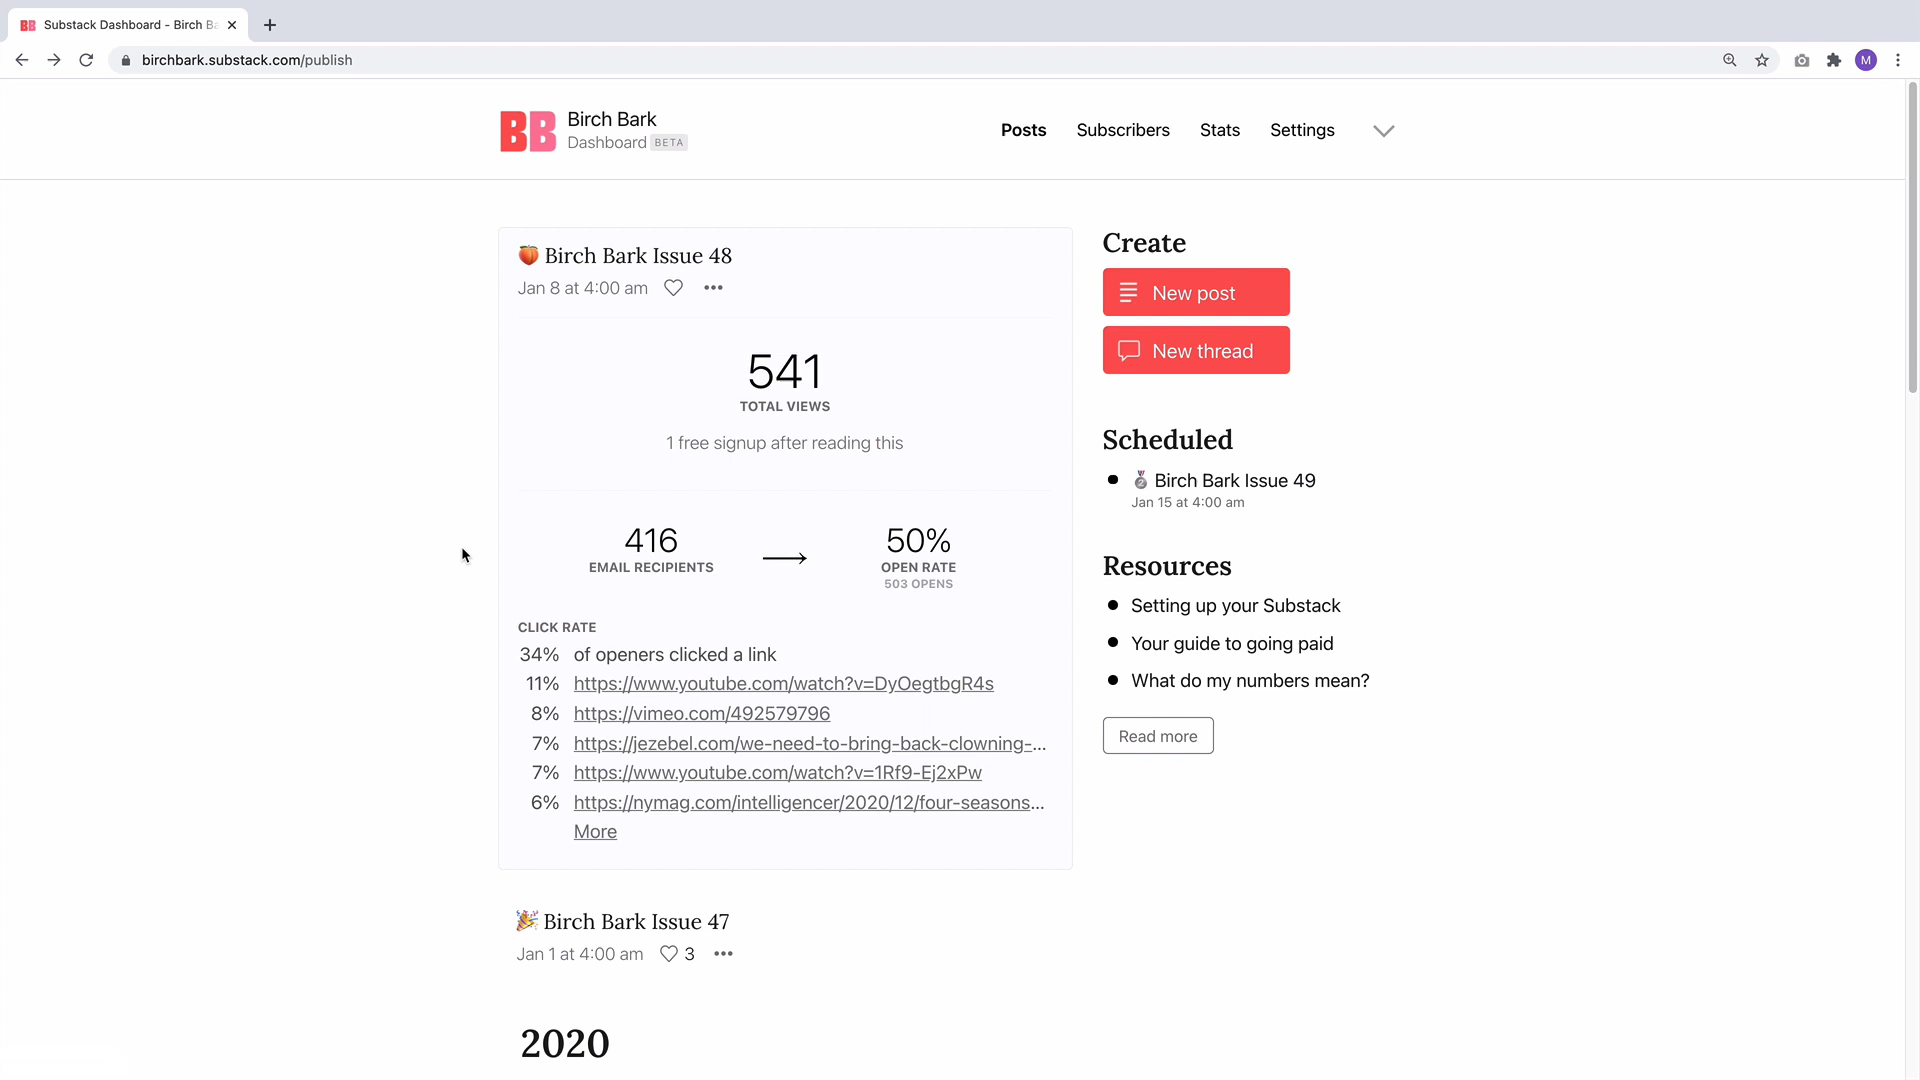 Substack Dashboard - Birch Ba
birchbark.substack.com/publish
M
BB
Birch Bark
Dashboard BETA
Posts
Subscribers
Stats
Settings
🍑 Birch Bark Issue 48
Jan 8 at 4:00 am
541
TOTAL VIEWS
1 free signup after reading this
416
EMAIL RECIPIENTS
50%
OPEN RATE
503 OPENS
CLICK RATE
34% of openers clicked a link
11% https://www.youtube.com/watch?v=DyOegtbgR4s
8% https://vimeo.com/492579796
7% https://jezebel.com/we-need-to-bring-back-clowning-...
7% https://www.youtube.com/watch?v=1Rf9-Ej2xPw
6% https://nymag.com/intelligencer/2020/12/four-seasons...
More
🎉 Birch Bark Issue 47
Jan 1 at 4:00 am 3
2020
Create
New post
New thread
Scheduled
🥈 Birch Bark Issue 49
Jan 15 at 4:00 am
Resources
Setting up your Substack
Your guide to going paid
What do my numbers mean?
Read more